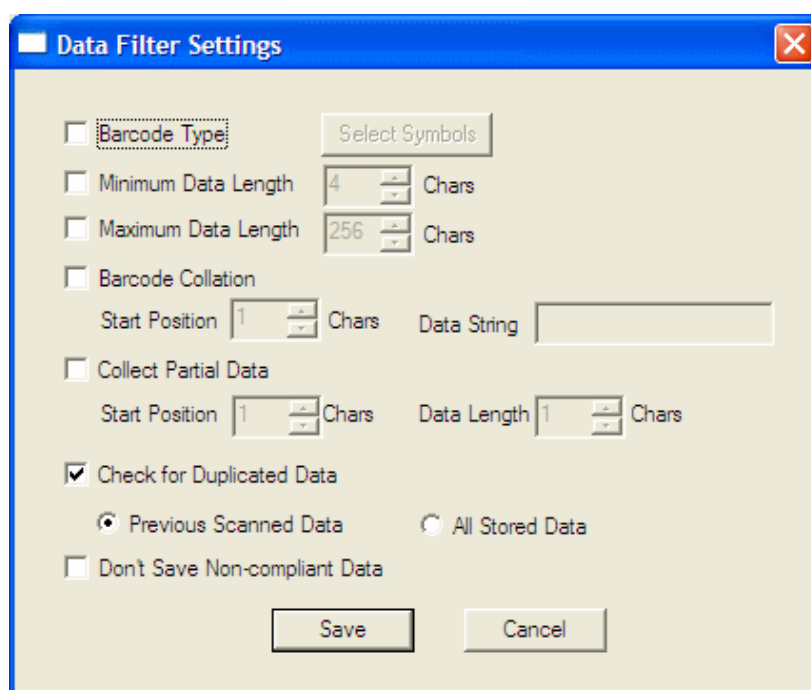 Data Filter Settings
Barcode Type Select Symbols
Minimum Data Length 4 Chars
Maximum Data Length 256 Chars
Barcode Collation
Start Position 1 Chars Data String
Collect Partial Data
Start Position 1 Chars Data Length 1 Chars
Check for Duplicated Data
Previous Scanned Data All Stored Data
Don't Save Non-compliant Data
Save Cancel